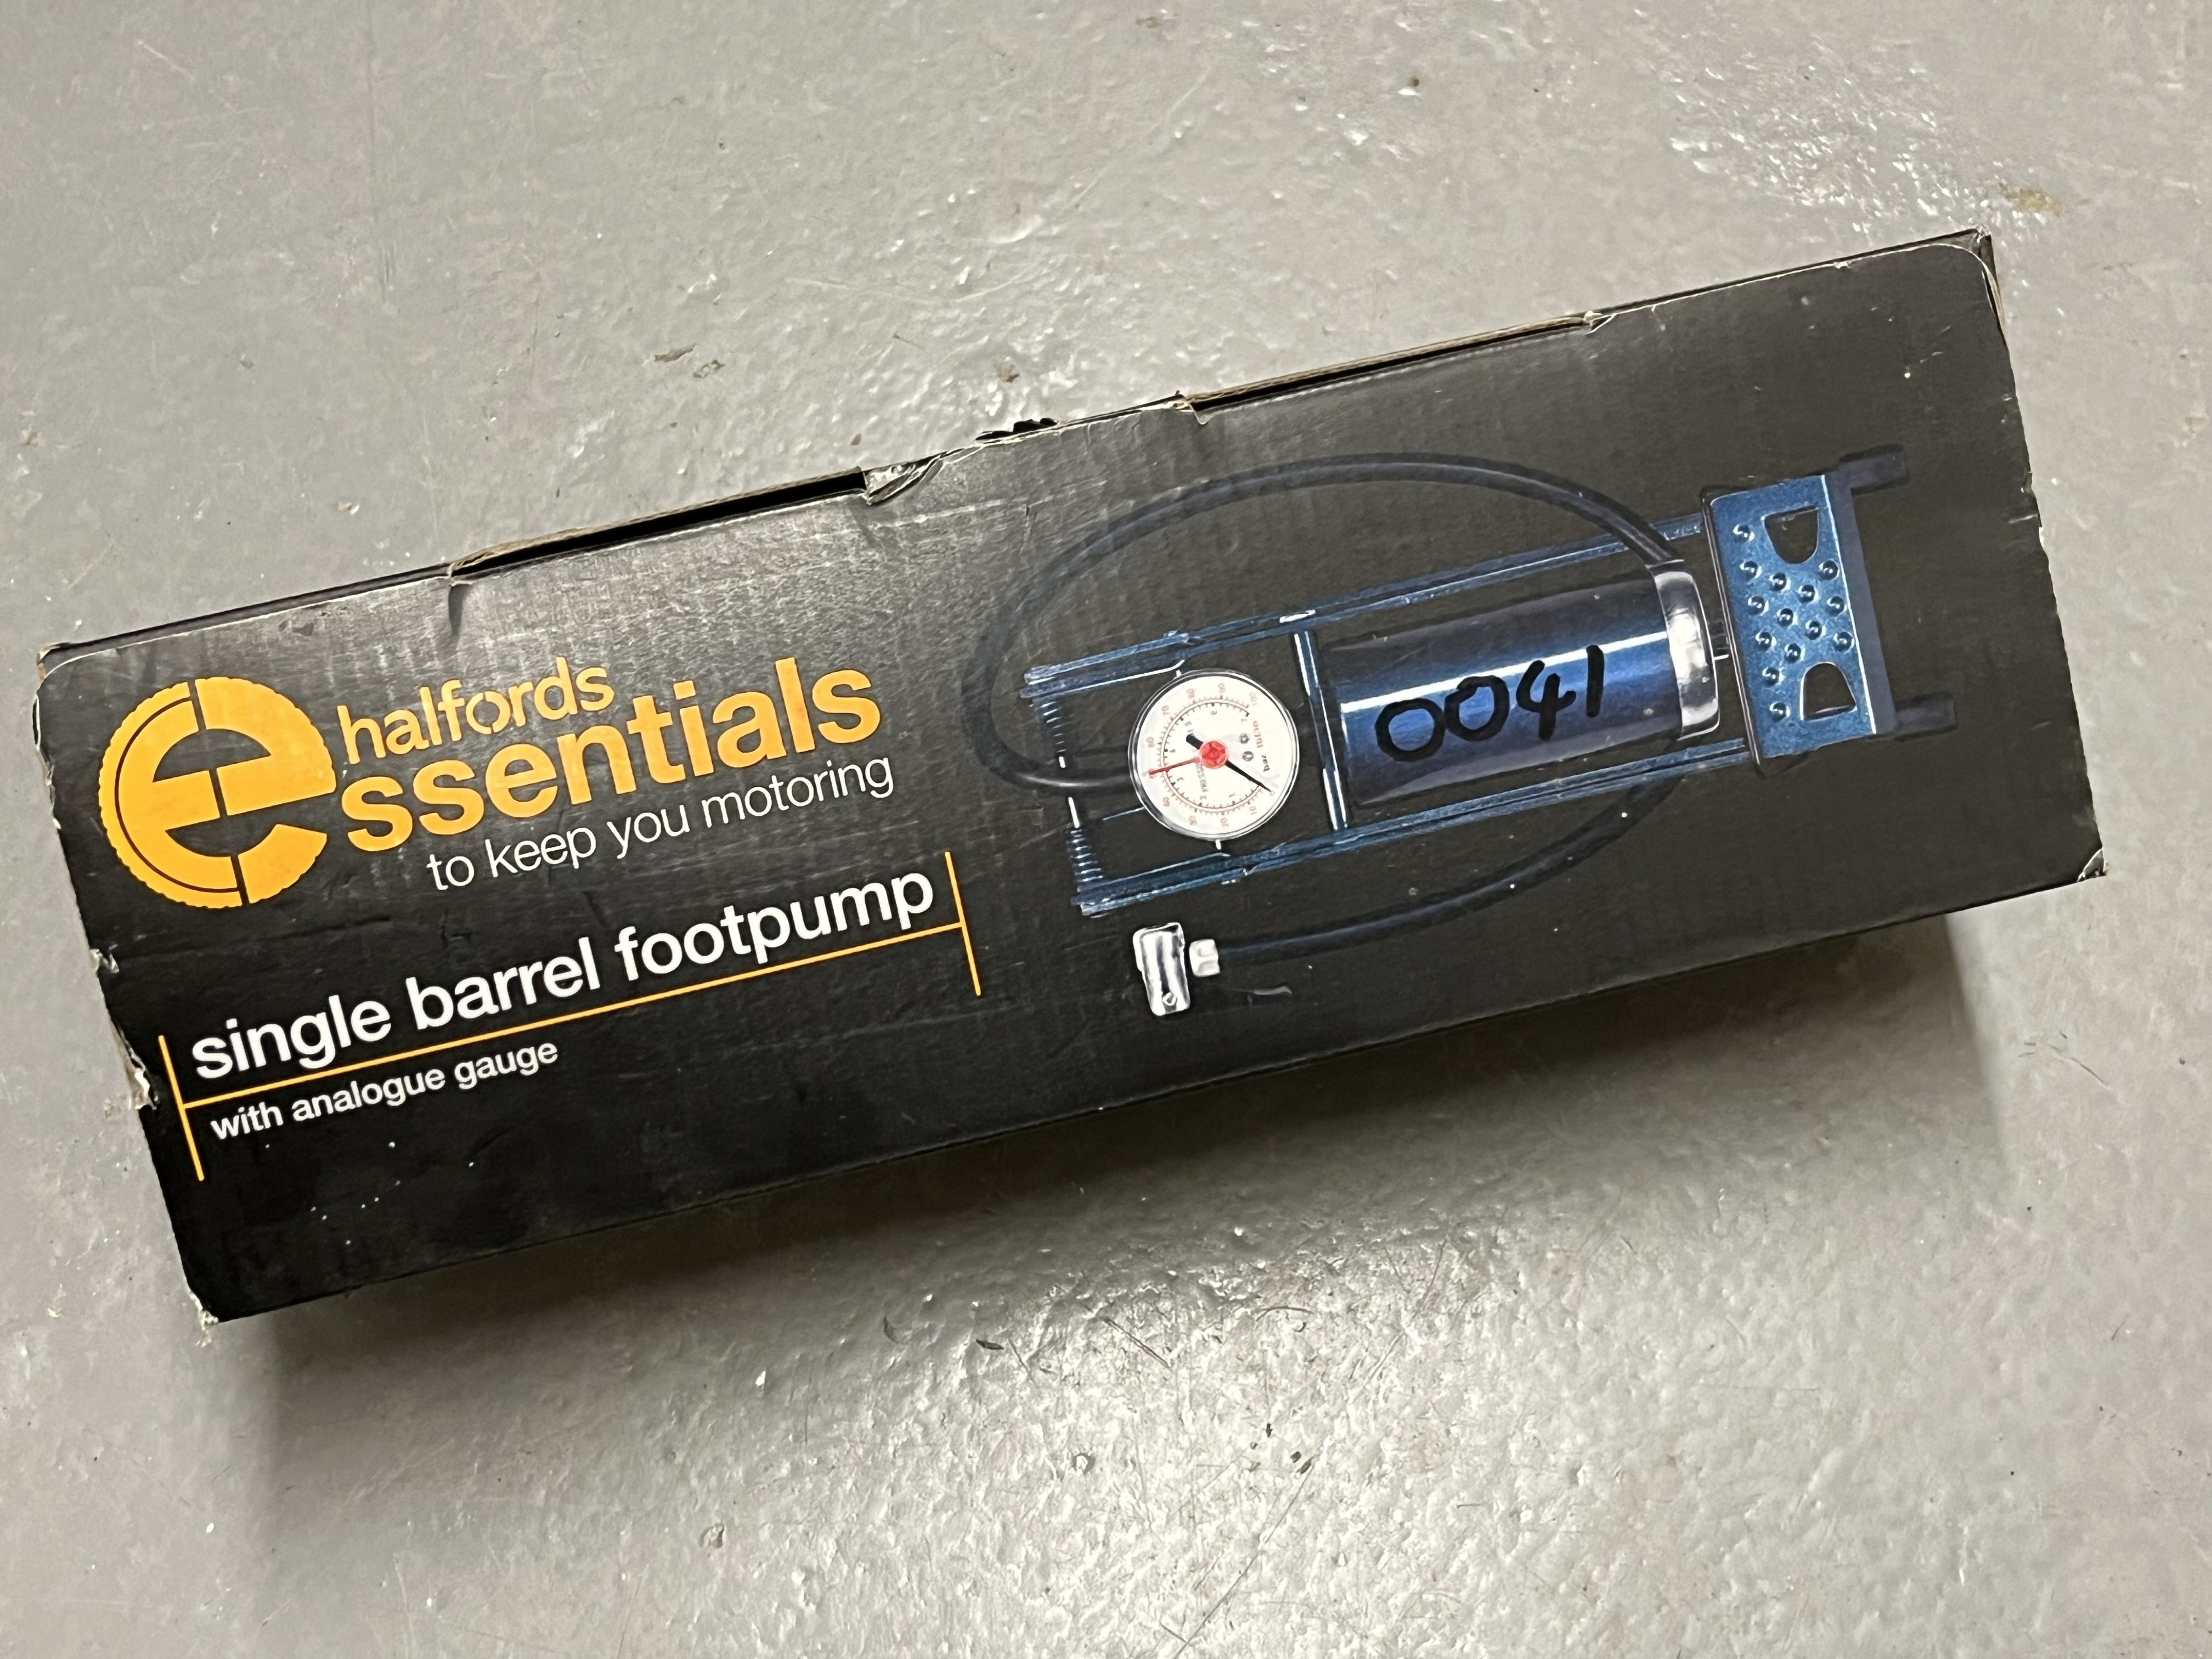 halfords
essentials
to keep you motoring
single barrel footpump
with analogue gauge
0041